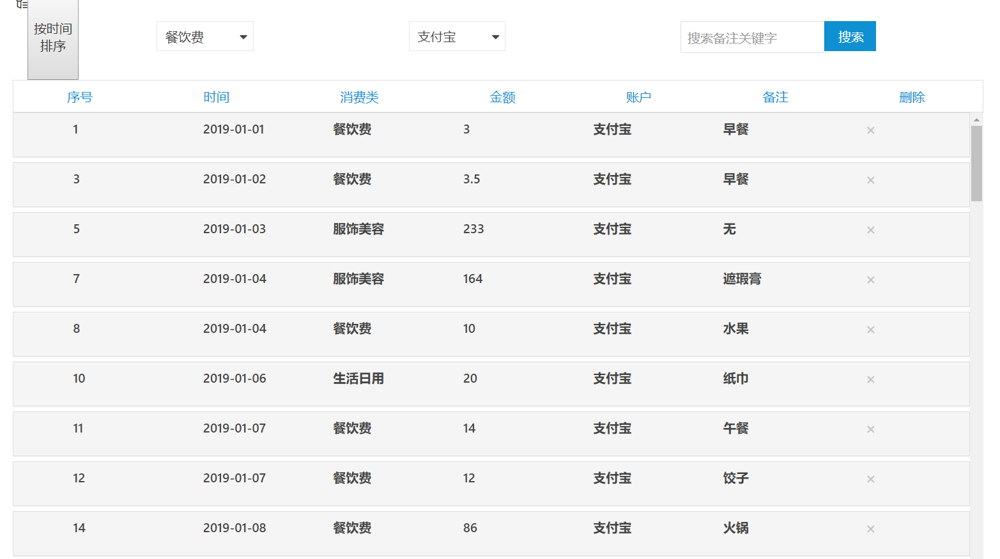 按时间
排序
餐饮费
支付宝
搜索备注关键字 搜索
序号 时间 消费类 金额 账户 备注 删除
1 2019-01-01 餐饮费 3 支付宝 早餐 ×
3 2019-01-02 餐饮费 3.5 支付宝 早餐 ×
5 2019-01-03 服饰美容 233 支付宝 无 ×
7 2019-01-04 服饰美容 164 支付宝 遮瑕膏 ×
8 2019-01-04 餐饮费 10 支付宝 水果 ×
10 2019-01-06 生活日用 20 支付宝 纸巾 ×
11 2019-01-07 餐饮费 14 支付宝 午餐 ×
12 2019-01-07 餐饮费 12 支付宝 饺子 ×
14 2019-01-08 餐饮费 86 支付宝 火锅 ×